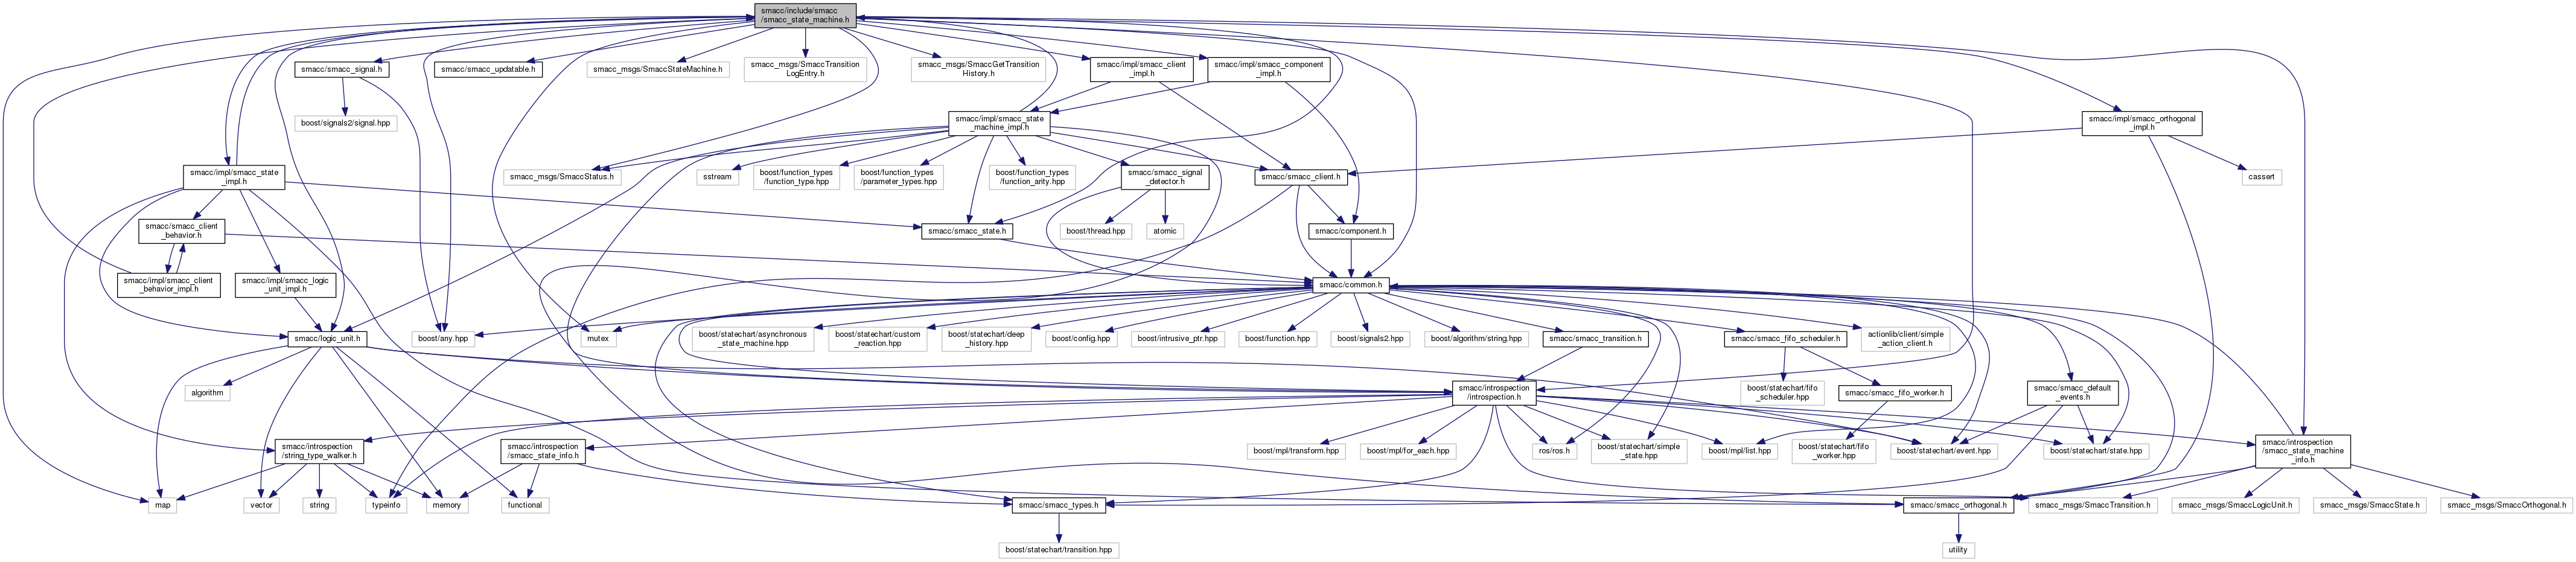 smacc/include/smacc
/smacc_state_machine.h
smacc/smacc_signal.h
smacc/smacc_updatable.h
smacc_msgs/SmaccStateMachine.h
smacc_msgs/SmaccTransition
LogEntry.h
smacc_msgs/SmaccGetTransition
History.h
smacc/impl/smacc_client
_impl.h
smacc/impl/smacc_component
_impl.h
boost/signals2/signal.hpp
smacc/impl/smacc_state
_machine_impl.h
smacc/impl/smacc_orthogonal
_impl.h
smacc/impl/smacc_state
_impl.h
smacc_msgs/SmaccStatus.h
sstream
boost/function_types
/function_type.hpp
boost/function_types
/parameter_types.hpp
boost/function_types
/function_arity.hpp
smacc/smacc_signal
_detector.h
smacc/smacc_client.h
cassert
smacc/smacc_client
_behavior.h
smacc/smacc_state.h
boost/thread.hpp
atomic
smacc/component.h
smacc/impl/smacc_client
_behavior_impl.h
smacc/impl/smacc_logic
_unit_impl.h
smacc/common.h
smacc/logic_unit.h
boost/any.hpp
mutex
boost/statechart/asynchronous
_state_machine.hpp
boost/statechart/custom
_reaction.hpp
boost/statechart/deep
_history.hpp
boost/config.hpp
boost/intrusive_ptr.hpp
boost/function.hpp
boost/signals2.hpp
boost/algorithm/string.hpp
smacc/smacc_transition.h
smacc/smacc_fifo_scheduler.h
actionlib/client/simple
_action_client.h
algorithm
smacc/introspection
/introspection.h
boost/statechart/fifo
_scheduler.hpp
smacc/smacc_fifo_worker.h
smacc/smacc_default
_events.h
smacc/introspection
/string_type_walker.h
smacc/introspection
/smacc_state_info.h
boost/mpl/transform.hpp
boost/mpl/for_each.hpp
ros/ros.h
boost/statechart/simple
_state.hpp
boost/mpl/list.hpp
boost/statechart/fifo
_worker.hpp
boost/statechart/event.hpp
boost/statechart/state.hpp
smacc/introspection
/smacc_state_machine
_info.h
map
vector
string
typeinfo
memory
functional
smacc/smacc_types.h
smacc/smacc_orthogonal.h
smacc_msgs/SmaccTransition.h
smacc_msgs/SmaccLogicUnit.h
smacc_msgs/SmaccState.h
smacc_msgs/SmaccOrthogonal.h
boost/statechart/transition.hpp
utility